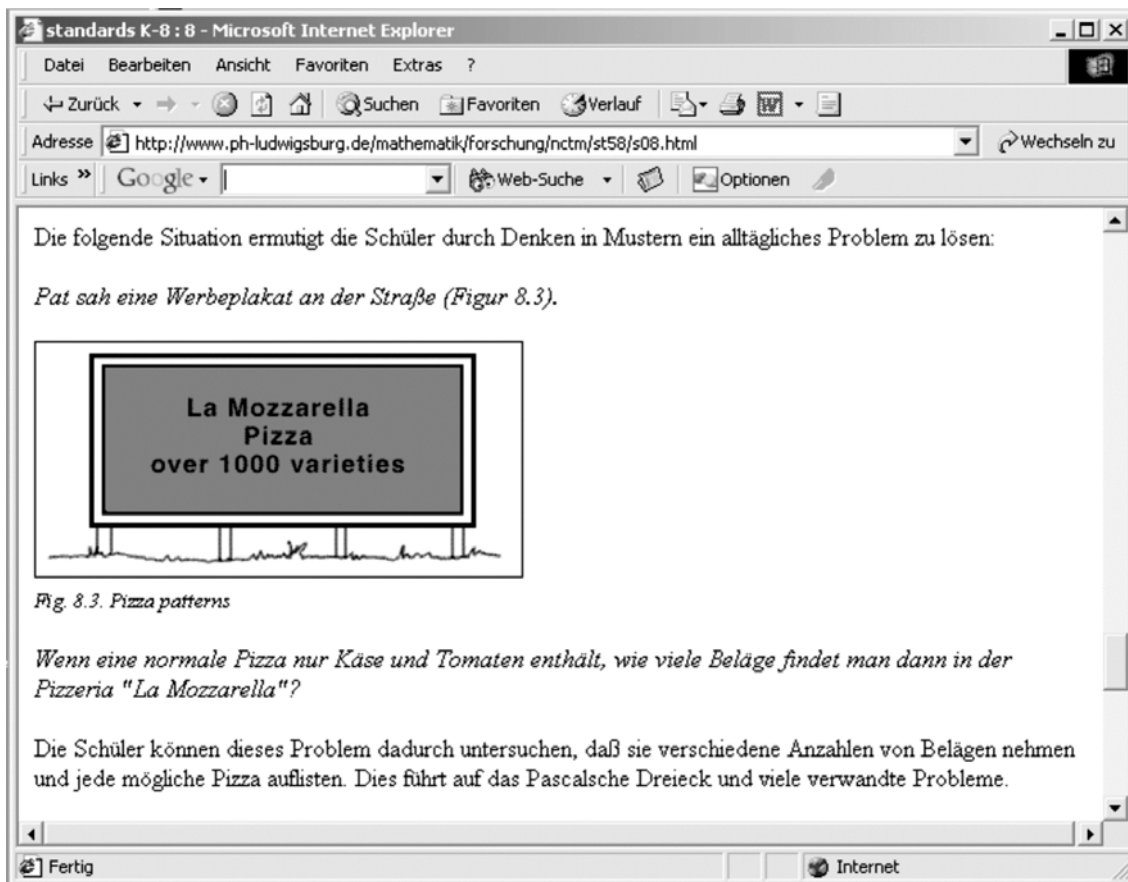 standards K-8 : 8 - Microsoft Internet Explorer
Datei Bearbeiten Ansicht Favoriten Extras ?
Zurück Suchen Favoriten Verlauf
Adresse http://www.ph-ludwigsburg.de/mathematik/forschung/nctm/st58/s08.html Wechseln zu
Links » Google Web-Suche Optionen
Die folgende Situation ermutigt die Schüler durch Denken in Mustern ein alltägliches Problem zu lösen:
Pat sah eine Werbeplakat an der Straße (Figur 8.3).
La Mozzarella
Pizza
over 1000 varieties
Fig. 8.3. Pizza patterns
Wenn eine normale Pizza nur Käse und Tomaten enthält, wie viele Beläge findet man dann in der
Pizzeria "La Mozzarella"?
Die Schüler können dieses Problem dadurch untersuchen, daß sie verschiedene Anzahlen von Belägen nehmen
und jede mögliche Pizza auflisten. Dies führt auf das Pascalsche Dreieck und viele verwandte Probleme.
Fertig Internet